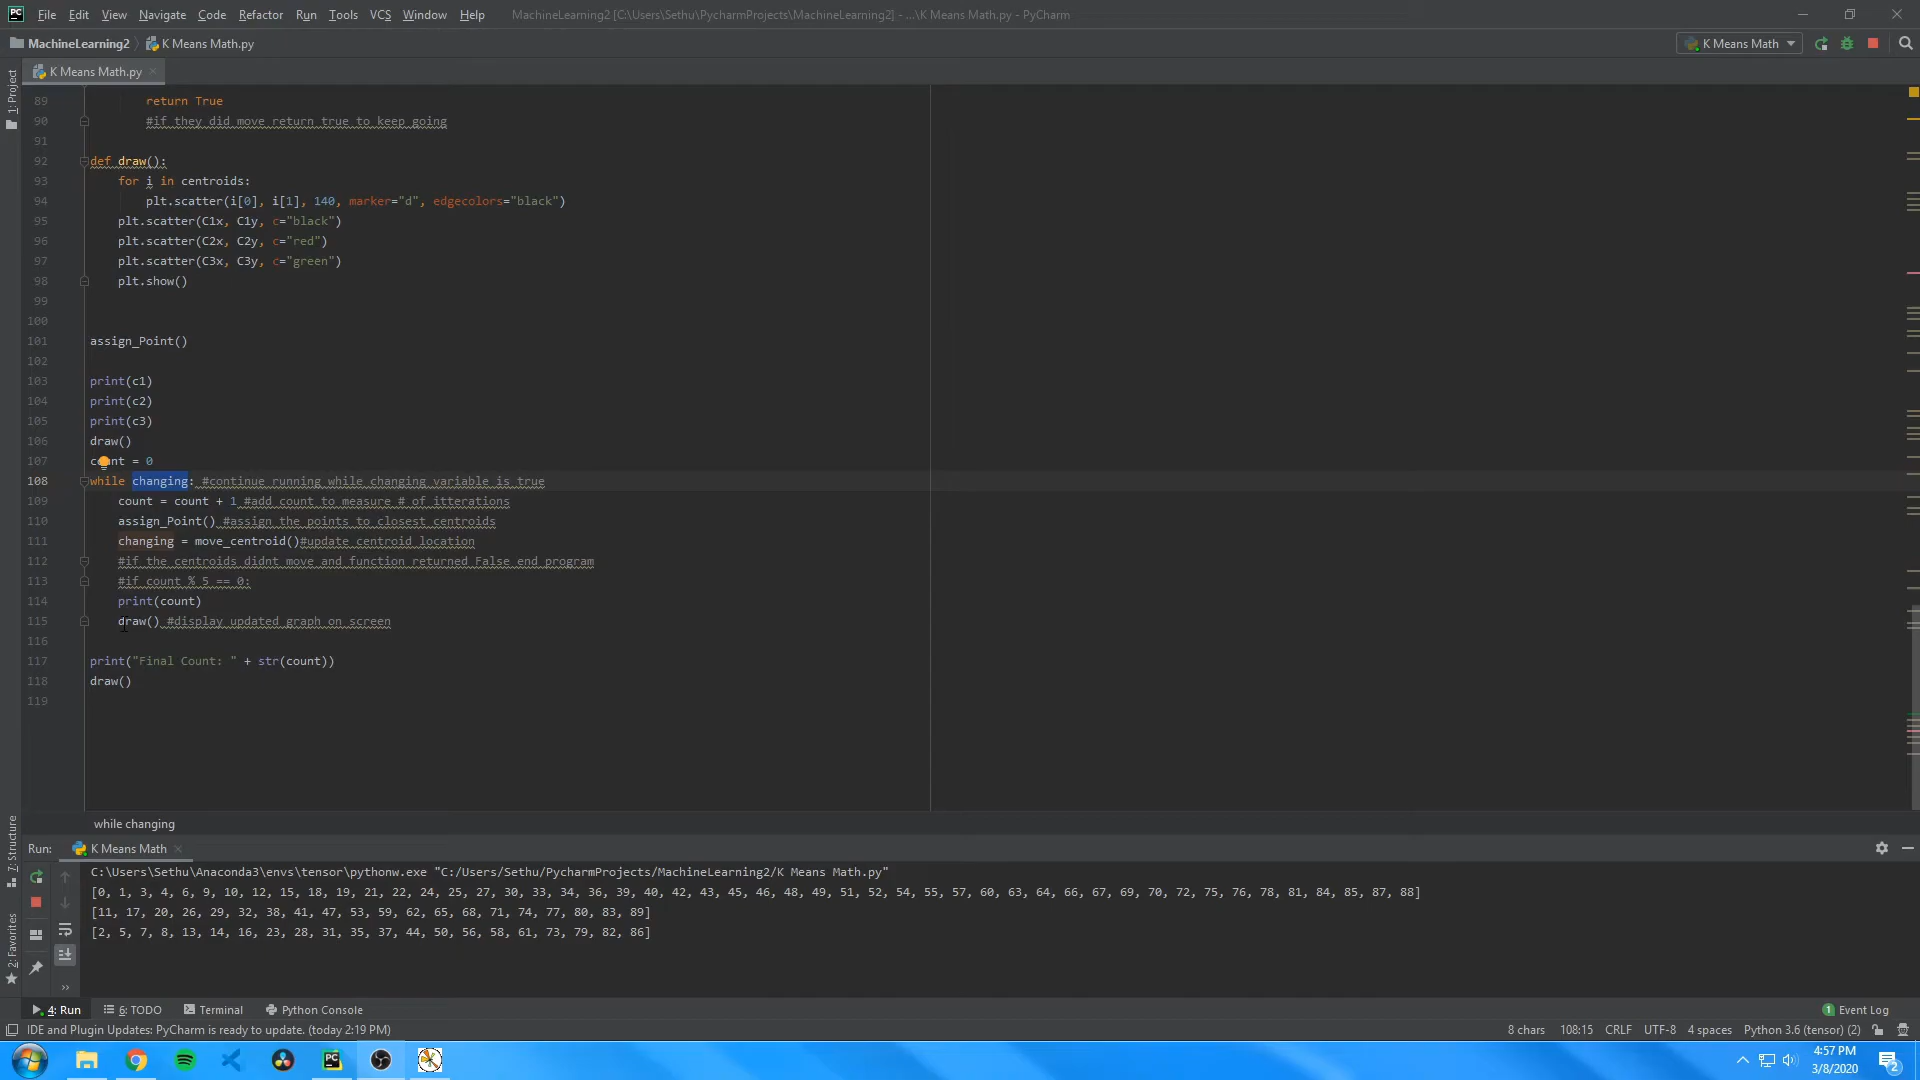 File Edit View Navigate Code Refactor Run Tools VCS Window Help MachineLearning2 [C:\Users\Sethu\PycharmProjects\MachineLearning2] - ...\K Means Math.py - PyCharm
MachineLearning2 K Means Math.py K Means Math
K Means Math.py
1: Project
89 return True
90 #if they did move return true to keep going
91
92 def draw():
93 for i in centroids:
94 plt.scatter(i[0], i[1], 140, marker="d", edgecolors="black")
95 plt.scatter(C1x, C1y, c="black")
96 plt.scatter(C2x, C2y, c="red")
97 plt.scatter(C3x, C3y, c="green")
98 plt.show()
99
100
101 assign_Point()
102
103 print(c1)
104 print(c2)
105 print(c3)
106 draw()
107 count = 0
108 while changing: #continue running while changing variable is true
109 count = count + 1 #add count to measure # of itterations
110 assign_Point() #assign the points to closest centroids
111 changing = move_centroid()#update centroid location
112 #if the centroids didnt move and function returned False end program
113 #if count % 5 == 0:
114 print(count)
115 draw() #display updated graph on screen
116
117 print("Final Count: " + str(count))
118 draw()
119
while changing
7: Structure
2: Favorites
Run: K Means Math
C:\Users\Sethu\Anaconda3\envs\tensor\pythonw.exe "C:/Users/Sethu/PycharmProjects/MachineLearning2/K Means Math.py"
[0, 1, 3, 4, 6, 9, 10, 12, 15, 18, 19, 21, 22, 24, 25, 27, 30, 33, 34, 36, 39, 40, 42, 43, 45, 46, 48, 49, 51, 52, 54, 55, 57, 60, 63, 64, 66, 67, 69, 70, 72, 75, 76, 78, 81, 84, 85, 87, 88]
[11, 17, 20, 26, 29, 32, 38, 41, 47, 53, 59, 62, 65, 68, 71, 74, 77, 80, 83, 89]
[2, 5, 7, 8, 13, 14, 16, 23, 28, 31, 35, 37, 44, 50, 56, 58, 61, 73, 79, 82, 86]
4: Run 6: TODO Terminal Python Console 1 Event Log
IDE and Plugin Updates: PyCharm is ready to update. (today 2:19 PM) 8 chars 108:15 CRLF UTF-8 4 spaces Python 3.6 (tensor) (2)
4:57 PM
3/8/2020
2